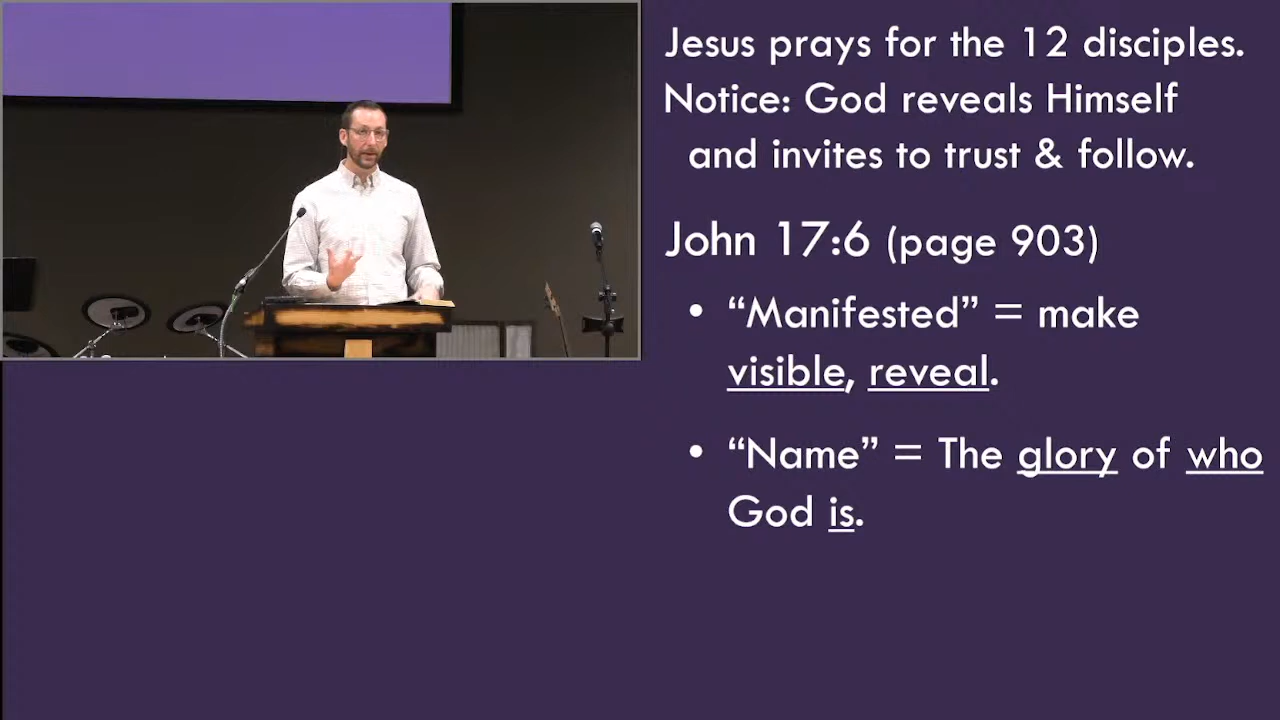 Jesus prays for the 12 disciples.
Notice: God reveals Himself
and invites to trust & follow.
John 17:6 (page 903)
• “Manifested” = make
visible, reveal.
• “Name” = The glory of who
God is.